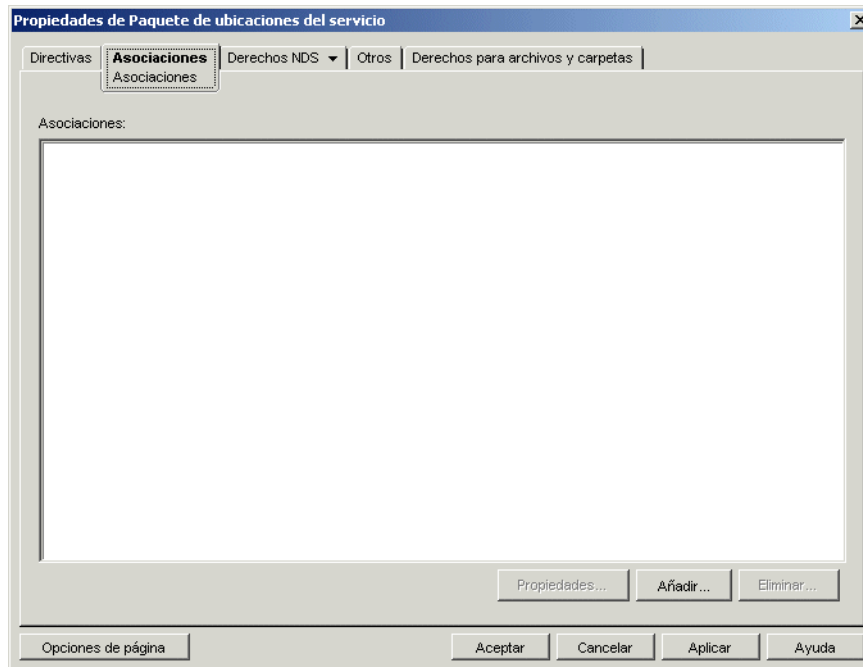 Propiedades de Paquete de ubicaciones del servicio
Directivas Asociaciones Derechos NDS Otros Derechos para archivos y carpetas
Asociaciones
Asociaciones:
Propiedades... Añadir... Eliminar...
Opciones de página Aceptar Cancelar Aplicar Ayuda